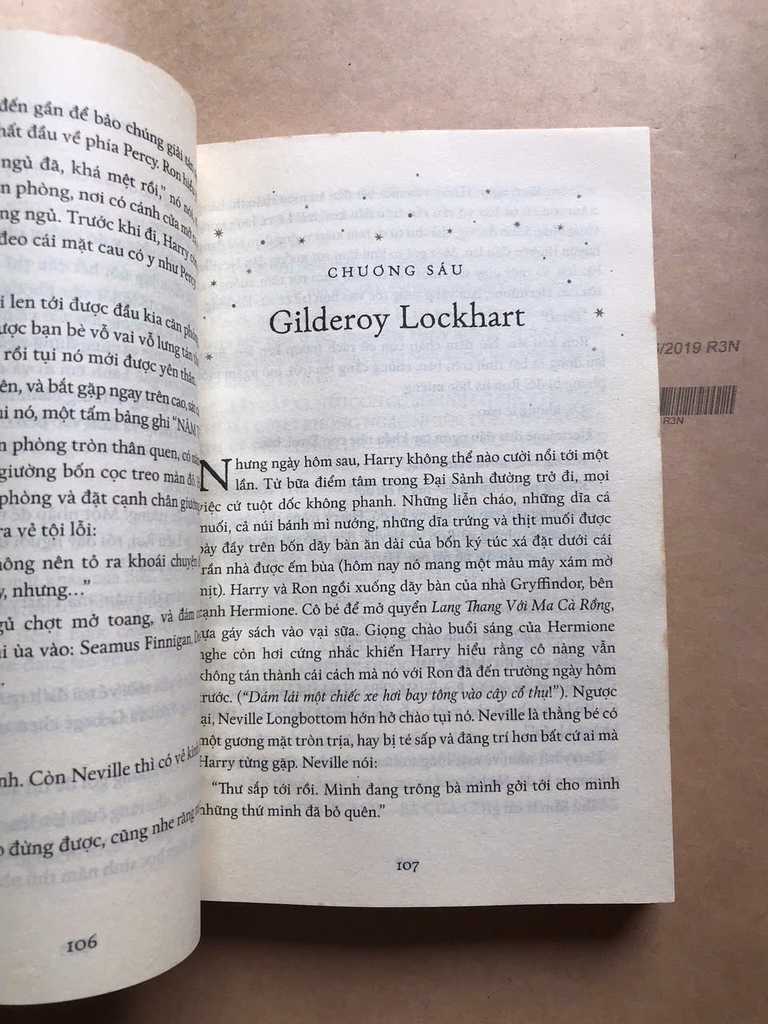 đến gần để bảo chúng giải tán,
đầu về phía Percy. Ron hiểu
ngủ đã, khá mệt rồi,” nó nói,
phòng, nơi có cánh cửa mở
ngủ. Trước khi đi, Harry
đeo cái mặt cau có y như Percy
len tới được đầu kia căn phòng
bạn bè vỗ vai vỗ lưng tán
rồi tụi nó mới được yên thân.
và bắt gặp ngay trên cao, sát
nó, một tấm bảng ghi “NĂM
phòng tròn thân quen, có năm
giường bốn cọc treo màn đỏ.
phòng và đặt cạnh chân giường
ra vẻ tội lỗi:
nên tỏ ra khoái chuyện
nhưng...”
chợt mở toang, và đám
ùa vào: Seamus Finnigan,
Còn Neville thì có vẻ
đừng được, cũng nhe răng
106
CHƯƠNG SÁU
Gilderoy Lockhart
Nhưng ngày hôm sau, Harry không thể nào cười nổi tới một
lần. Từ bữa điểm tâm trong Đại Sảnh đường trở đi, mọi
việc cứ tuột dốc không phanh. Những liễn cháo, những dĩa cá
muối, cả núi bánh mì nướng, những dĩa trứng và thịt muối được
bày đầy trên bốn dãy bàn ăn dài của bốn ký túc xá đặt dưới cái
trần nhà được ếm bùa (hôm nay nó mang một màu mây xám mờ
mịt). Harry và Ron ngồi xuống dãy bàn của nhà Gryffindor, bên
cạnh Hermione. Cô bé để mở quyển Lang Thang Với Ma Cà Rồng,
tựa gáy sách vào vại sữa. Giọng chào buổi sáng của Hermione
nghe còn hơi cứng nhắc khiến Harry hiểu rằng cô nàng vẫn
không tán thành cái cách mà nó với Ron đã đến trường ngày hôm
trước. (“Dám lái một chiếc xe hơi bay tông vào cây cổ thụ!”). Ngược
lại, Neville Longbottom hớn hở chào tụi nó. Neville là thằng bé có
một gương mặt tròn trịa, hay bị té sấp và đãng trí hơn bất cứ ai mà
Harry từng gặp. Neville nói:
“Thư sắp tới rồi. Mình đang trông bà mình gởi tới cho mình
những thứ mình đã bỏ quên.”
107
/2019 R3N
R3N